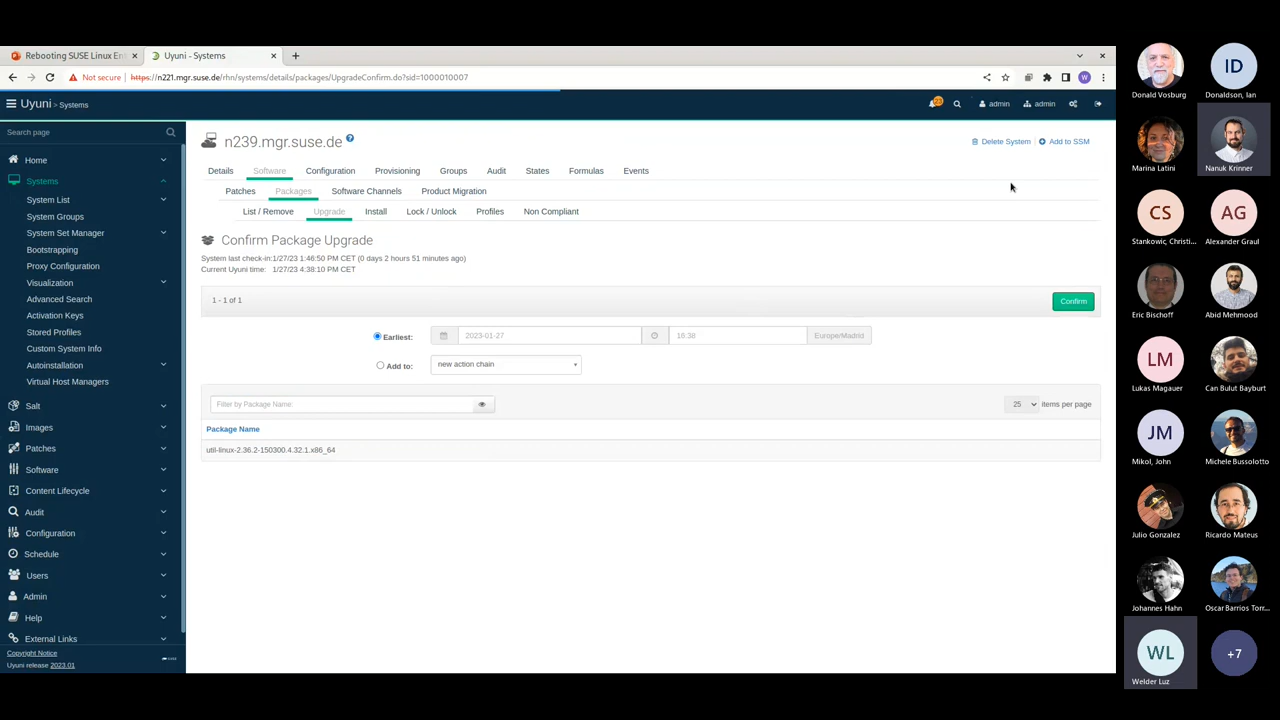 Rebooting SUSE Linux En
Uyuni - Systems
Not secure
https://n221.mgr.suse.de/rhn/systems/details/packages/UpgradeConfirm.do?sid=1000010007
W
Uyuni > Systems
admin
admin
Search page
Home
Systems
System List
System Groups
System Set Manager
Bootstrapping
Proxy Configuration
Visualization
Advanced Search
Activation Keys
Stored Profiles
Custom System Info
Autoinstallation
Virtual Host Managers
Salt
Images
Patches
Software
Content Lifecycle
Audit
Configuration
Schedule
Users
Admin
Help
External Links
Copyright Notice
Uyuni release 2023.01
n239.mgr.suse.de
Delete System | Add to SSM
Details Software Configuration Provisioning Groups Audit States Formulas Events
Patches Packages Software Channels Product Migration
List / Remove Upgrade Install Lock / Unlock Profiles Non Compliant
Confirm Package Upgrade
System last check-in:1/27/23 1:46:50 PM CET (0 days 2 hours 51 minutes ago)
Current Uyuni time: 1/27/23 4:38:10 PM CET
1 - 1 of 1
Confirm
Earliest: 2023-01-27 16:38 Europe/Madrid
Add to: new action chain
Filter by Package Name:
25 items per page
Package Name
util-linux-2.36.2-150300.4.32.1.x86_64
Donald Vosburg
ID
Donaldson, Ian
Marina Latini
Nanuk Krinner
CS
Stankowic, Christi...
AG
Alexander Graul
Eric Bischoff
Abid Mehmood
LM
Lukas Magauer
Can Bulut Bayburt
JM
Mikol, John
Michele Bussolotto
Julio Gonzalez
Ricardo Mateus
Johannes Hahn
Oscar Barrios Torr...
WL
Welder Luz
+7